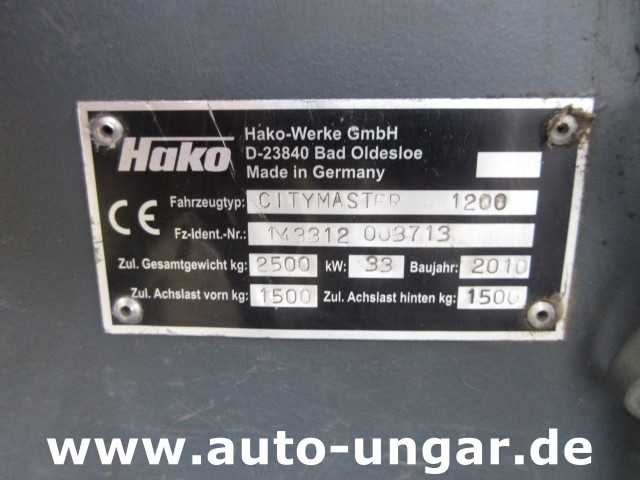 Hako
Hako-Werke GmbH
D-23840 Bad Oldesloe
Made in Germany
CE
Fahrzeugtyp: CITYMASTER 1200
Fz-Ident.-Nr.: 143312 003713
Zul. Gesamtgewicht kg: 2500 kW: 33 Baujahr: 2010
Zul. Achslast vorn kg: 1500 Zul. Achslast hinten kg: 1500
www.auto-ungar.de